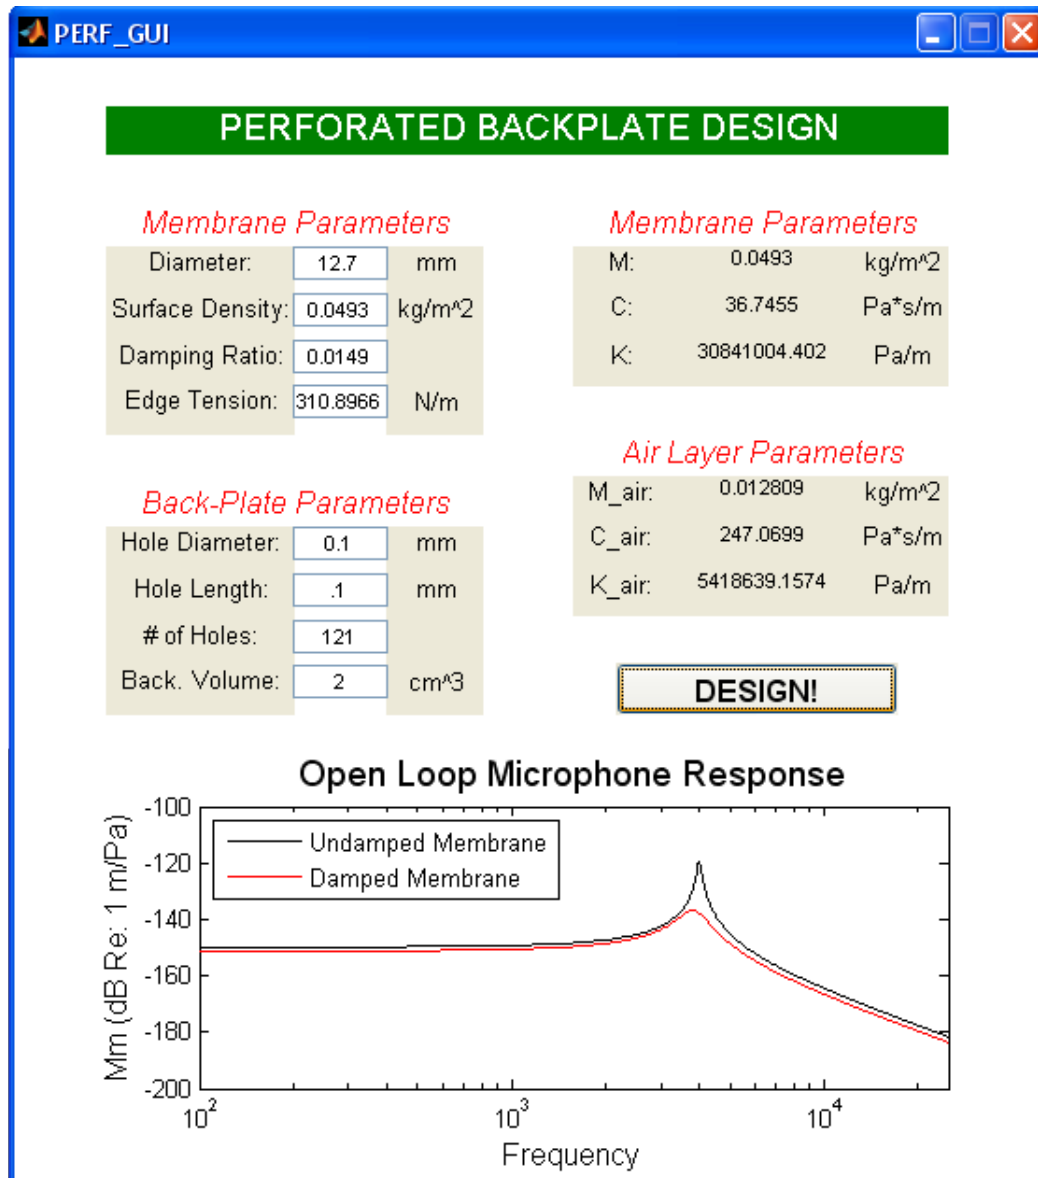 PERF_GUI
PERFORATED BACKPLATE DESIGN
Membrane Parameters
Diameter: 12.7 mm
Surface Density: 0.0493 kg/m^2
Damping Ratio: 0.0149
Edge Tension: 310.8966 N/m
Back-Plate Parameters
Hole Diameter: 0.1 mm
Hole Length: .1 mm
# of Holes: 121
Back. Volume: 2 cm^3
Membrane Parameters
M: 0.0493 kg/m^2
C: 36.7455 Pa*s/m
K: 30841004.402 Pa/m
Air Layer Parameters
M_air: 0.012809 kg/m^2
C_air: 247.0699 Pa*s/m
K_air: 5418639.1574 Pa/m
DESIGN!
Open Loop Microphone Response
Mm (dB Re: 1 m/Pa)
-100
-120
-140
-160
-180
-200
Undamped Membrane
Damped Membrane
10^2 10^3 10^4
Frequency